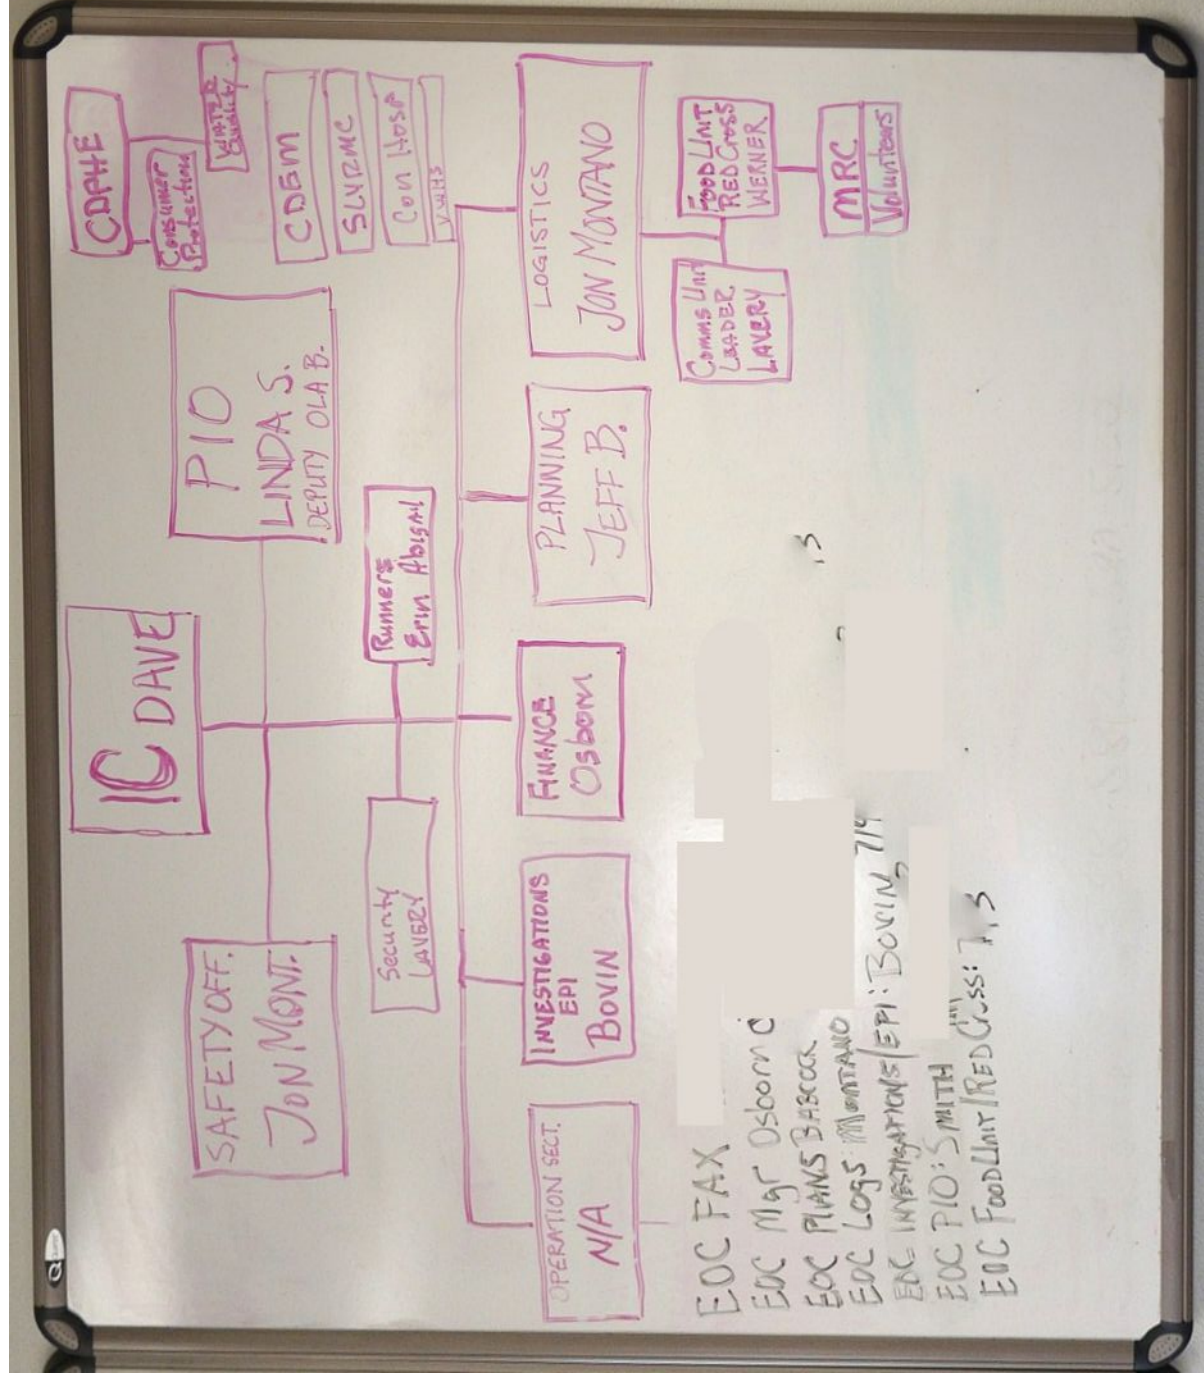 IC DAVE
SAFETY OFF.
JON MONT.
PIO
LINDA S.
DEPUTY OLA B.
CDPHE
Consumer
Protection
Quality
CDEM
SLVRMC
Con Hosp
Security
LAVERY
Runners
Erin Abigail
OPERATION SECT.
N/A
INVESTIGATIONS
EPI
BOVIN
FINANCE
Osborn
PLANNING
JEFF B.
LOGISTICS
JON MONTANO
Comms Unit
LEADER
LAVERY
FOOD UNIT
RED CROSS
WERNER
MRC
Volunteers
EOC FAX
EOC Mgr Osborn
EOC PLANS BABCOCK
EOC Logs: MONTANO
EOC INVESTIGATIONS/EPI: BOVIN 719
EOC PIO: SMITH
EOC Food Unit/RED Cross: